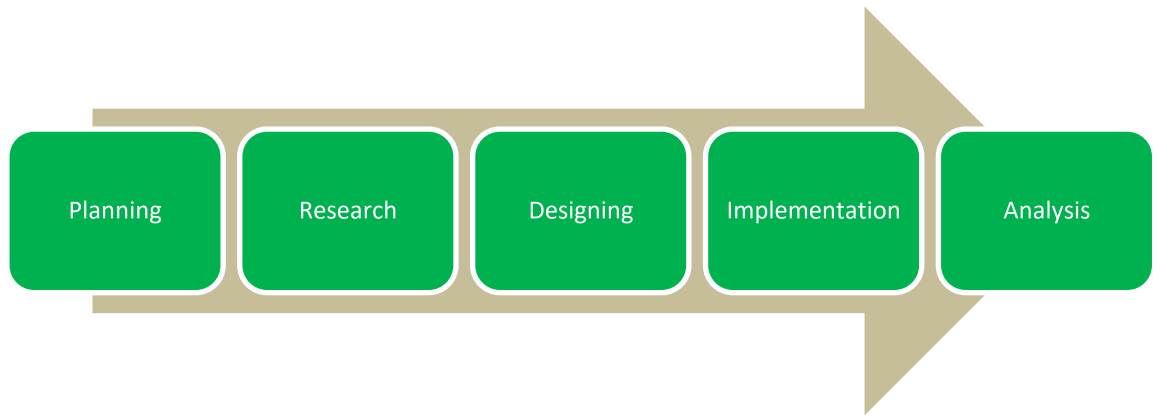 Planning
Research
Designing
Implementation
Analysis